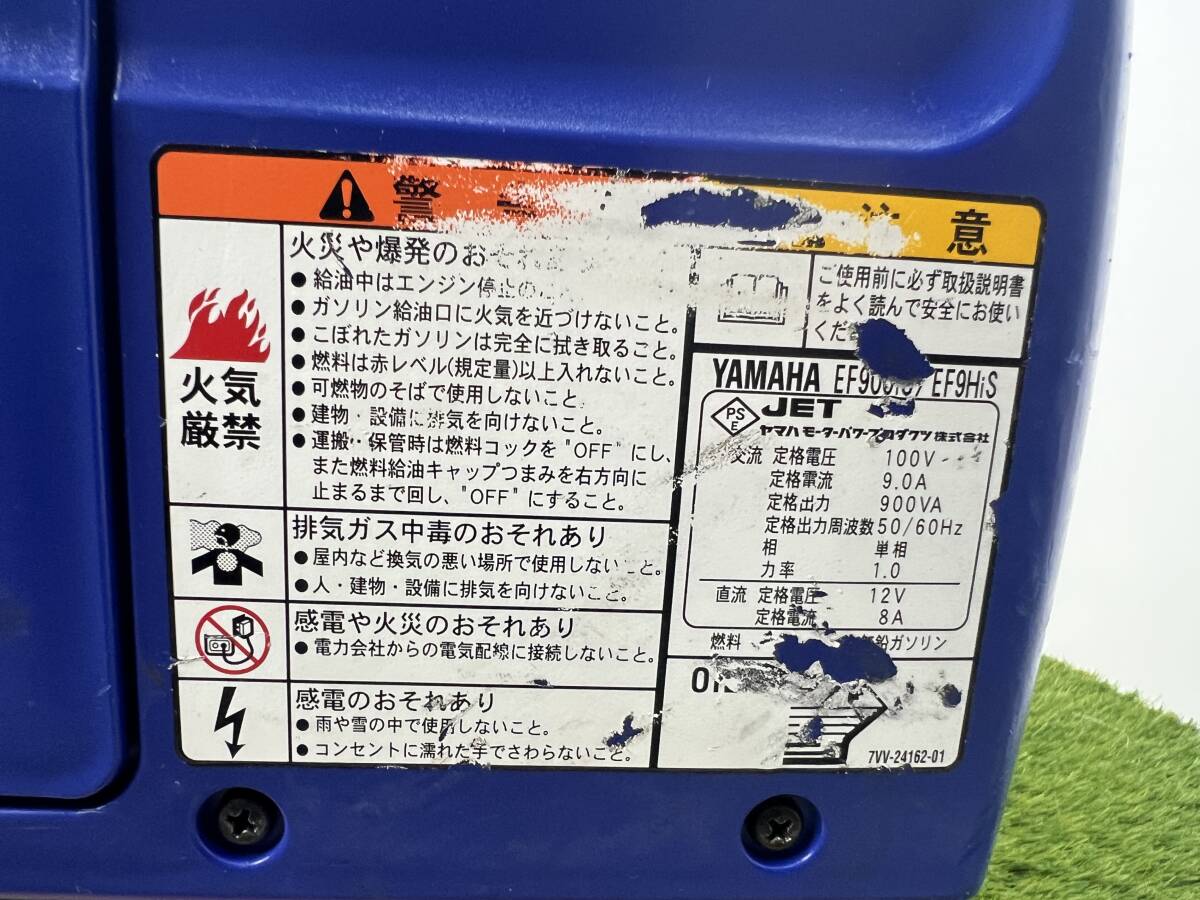 警
注意
火気
厳禁
火災や爆発のおそれ
● 給油中はエンジン停止の
● ガソリン給油口に火気を近づけないこと。
● こぼれたガソリンは完全に拭き取ること。
● 燃料は赤レベル(規定量)以上入れないこと。
● 可燃物のそばで使用しないこと
● 建物・設備に排気を向けないこと。
● 運搬・保管時は燃料コックを"OFF"にし、
また燃料給油キャップつまみを右方向に
止まるまで回し、"OFF"にすること。
排気ガス中毒のおそれあり
● 屋内など換気の悪い場所で使用しないこと。
● 人・建物・設備に排気を向けないこと。
感電や火災のおそれあり
● 電力会社からの電気配線に接続しないこと。
感電のおそれあり
● 雨や雪の中で使用しないこと。
● コンセントに濡れた手でさわらないこと。
ご使用前に必ず取扱説明書
をよく読んで安全にお使い
くだ
YAMAHA EF9HiS
PS
E
JET
ヤマハモーターパワープロダクツ株式会社
交流 定格電圧 100V
定格電流 9.0A
定格出力 900VA
定格出力周波数 50/60Hz
相 単相
力率 1.0
直流 定格電圧 12V
定格電流 8A
燃料 鉛ガソリン
7VV-24162-01